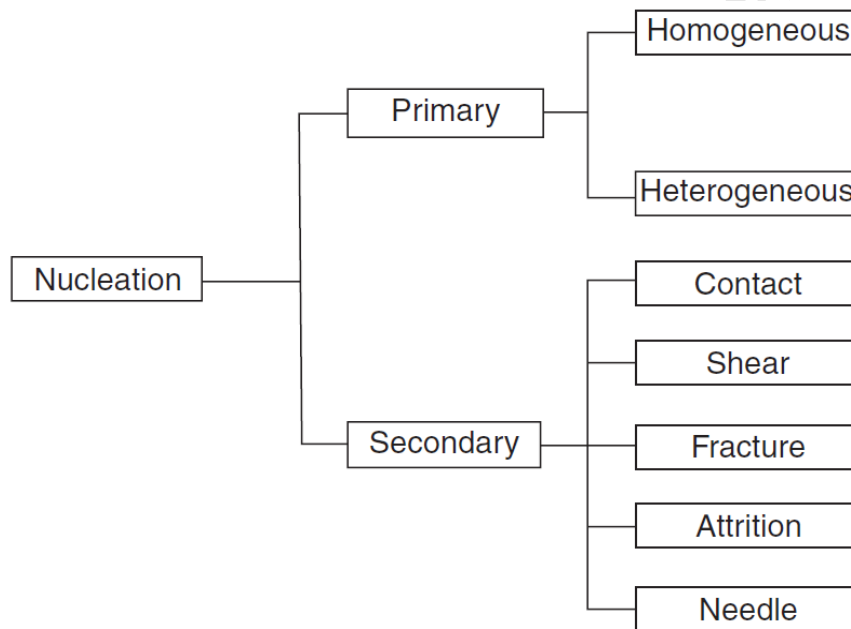 Homogeneous
Primary
Heterogeneous
Nucleation
Contact
Shear
Secondary
Fracture
Attrition
Needle